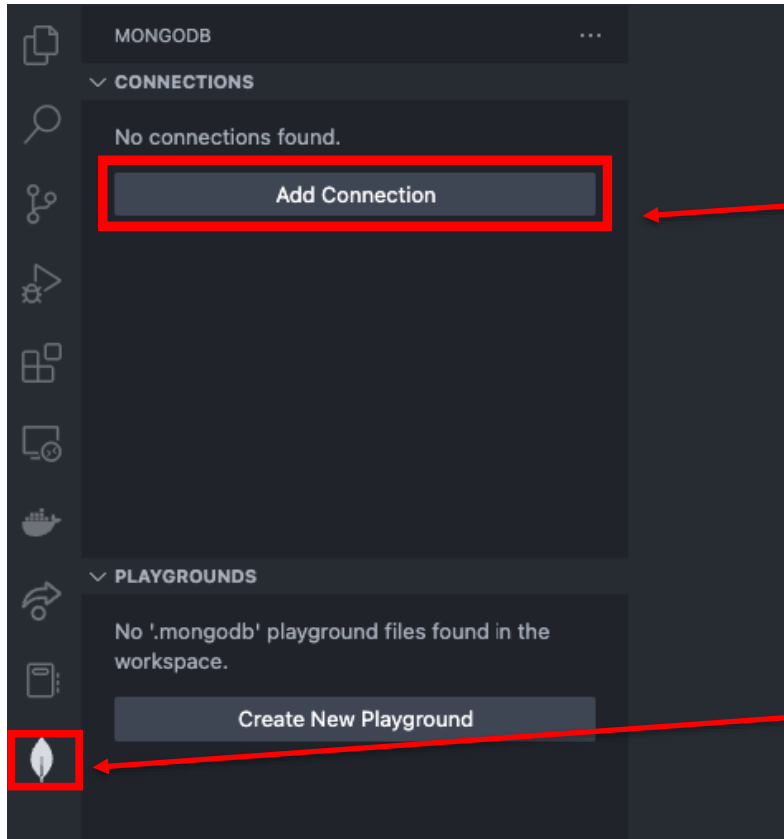 MONGODB
CONNECTIONS
No connections found.
Add Connection
PLAYGROUNDS
No '.mongodb' playground files found in the
workspace.
Create New Playground